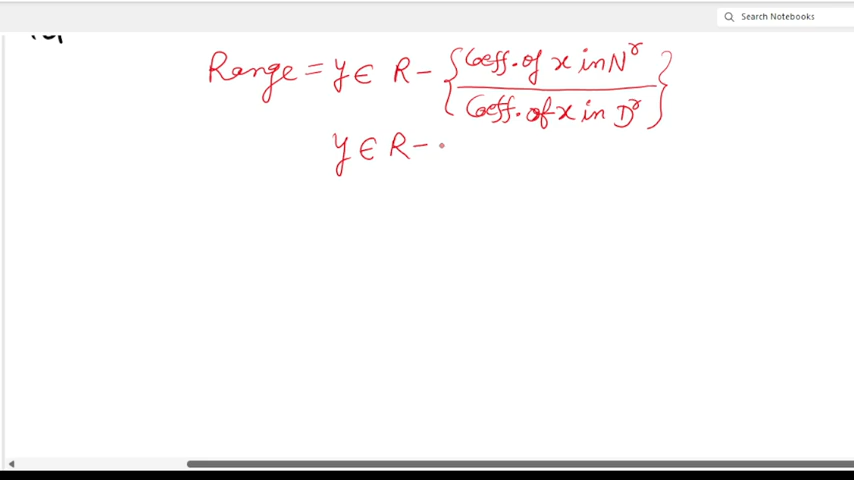 Search Notebooks
Range = y ∈ R - { Coeff. of x in Nʳ / Coeff. of x in Dʳ }
y ∈ R -